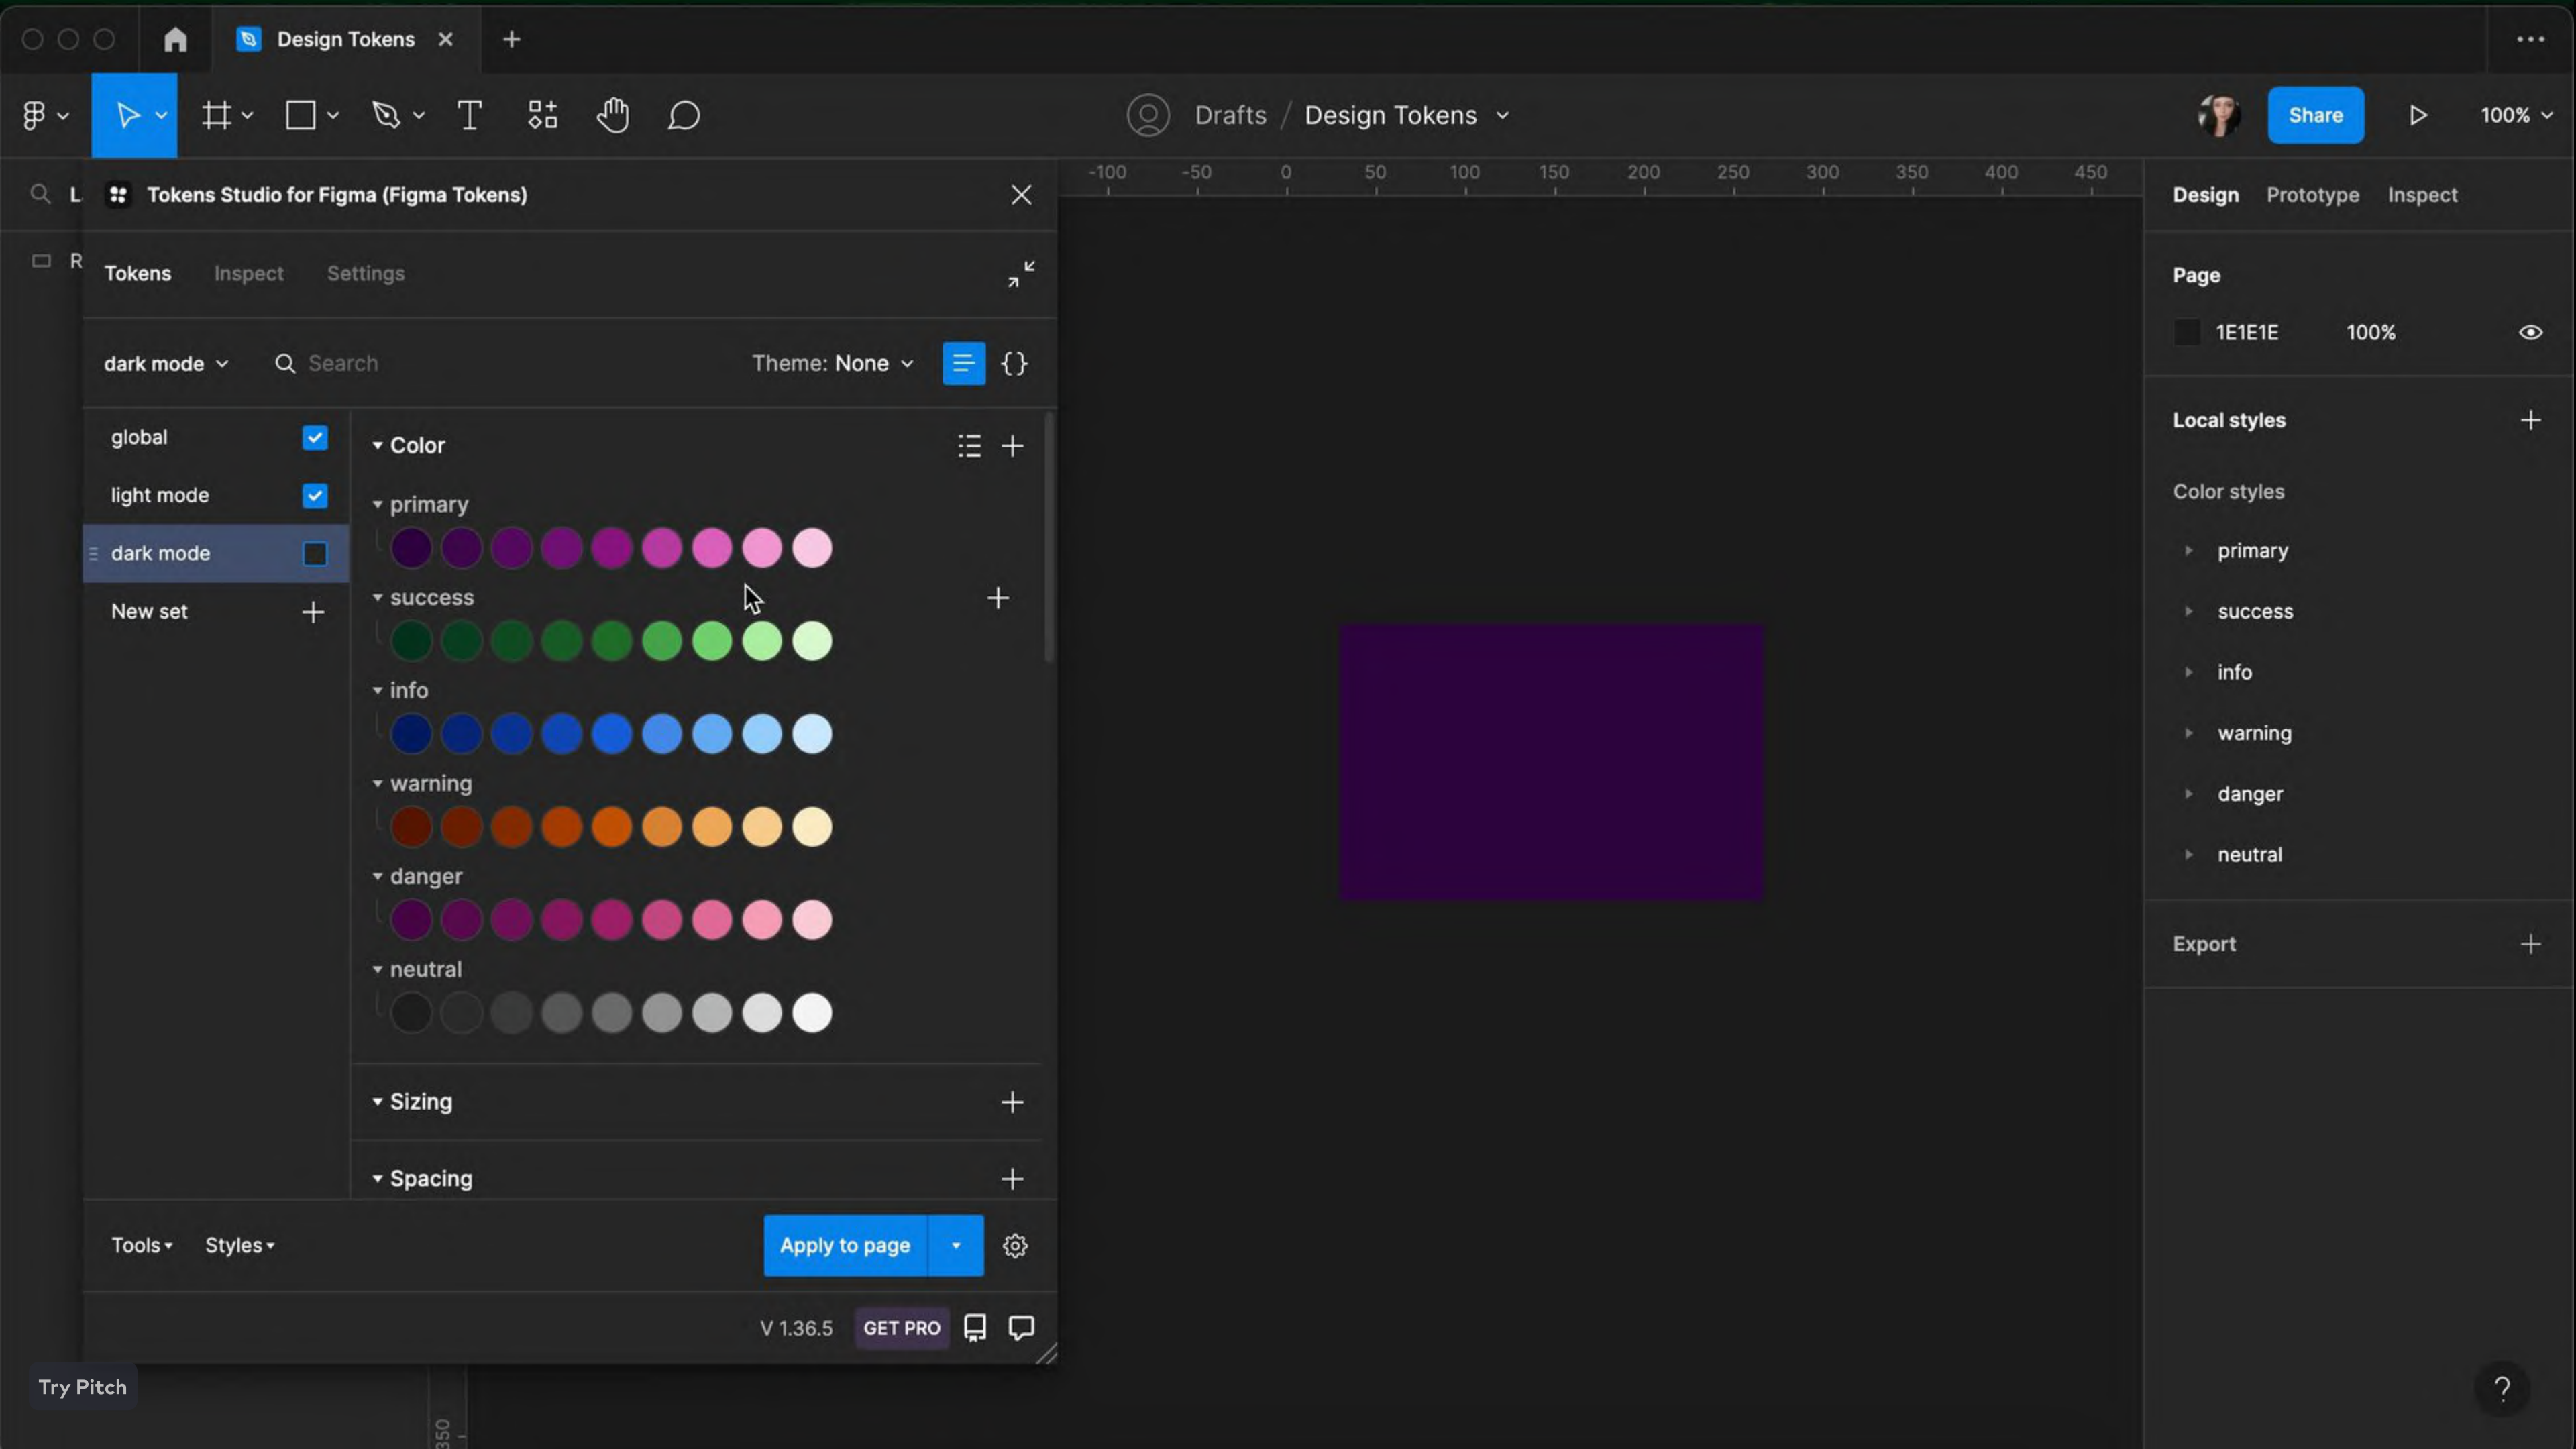 Design Tokens
Drafts / Design Tokens
Share
100%
L
Tokens Studio for Figma (Figma Tokens)
-100 -50 0 50 100 150 200 250 300 350 400 450
Design Prototype Inspect
R
Tokens Inspect Settings
Page
1E1E1E 100%
dark mode Search Theme: None {}
global
light mode
dark mode
New set
Color
primary
success
info
warning
danger
neutral
Sizing
Spacing
Local styles
Color styles
primary
success
info
warning
danger
neutral
Export
Tools Styles Apply to page
V 1.36.5 GET PRO
Try Pitch
350
?